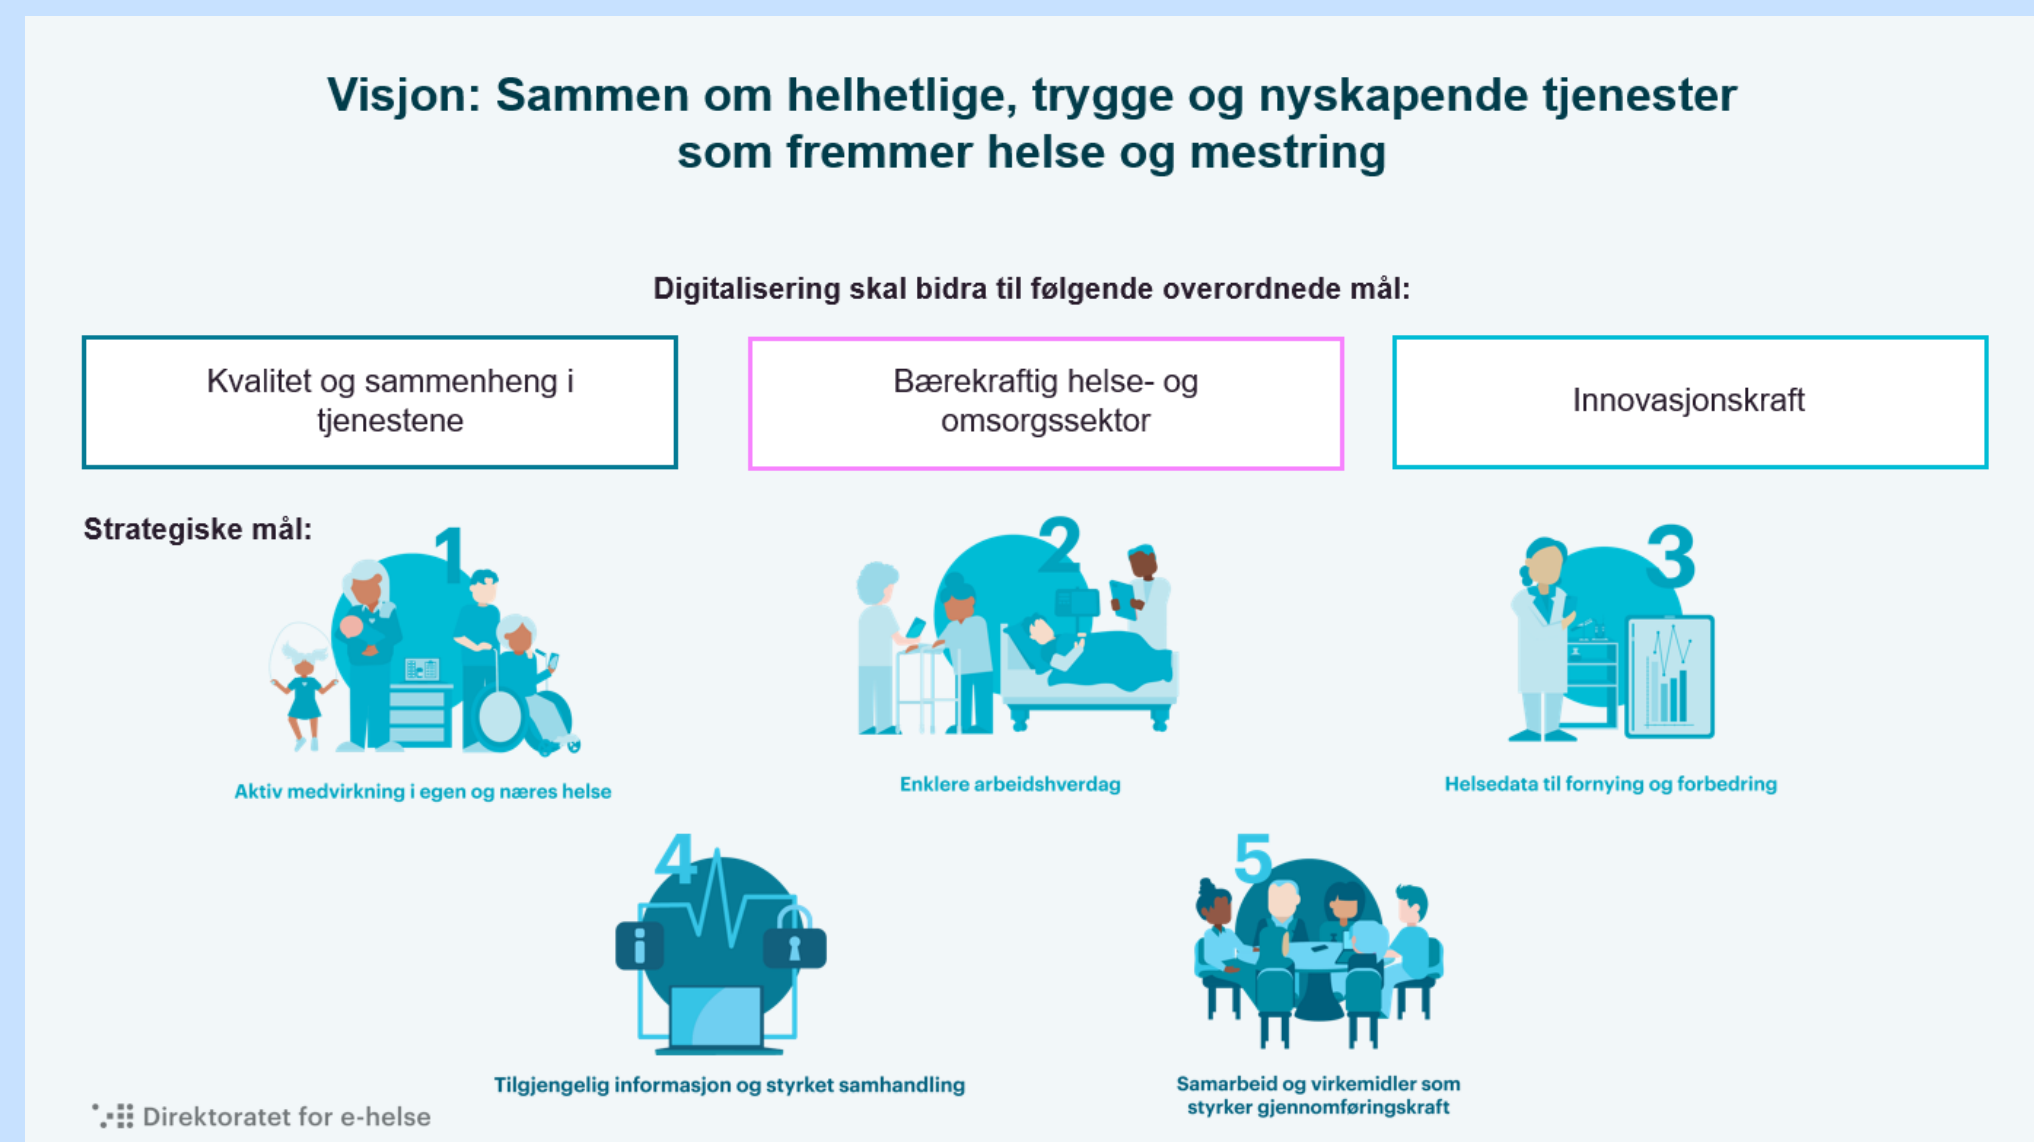 Visjon: Sammen om helhetlige, trygge og nyskapende tjenester
som fremmer helse og mestring
Digitalisering skal bidra til følgende overordnede mål:
Kvalitet og sammenheng i
tjenestene
Bærekraftig helse- og
omsorgssektor
Innovasjonskraft
Strategiske mål:
1
Aktiv medvirkning i egen og næres helse
2
Enklere arbeidshverdag
3
Helsedata til fornying og forbedring
4
i
Tilgjengelig informasjon og styrket samhandling
5
Samarbeid og virkemidler som
styrker gjennomføringskraft
Direktoratet for e-helse